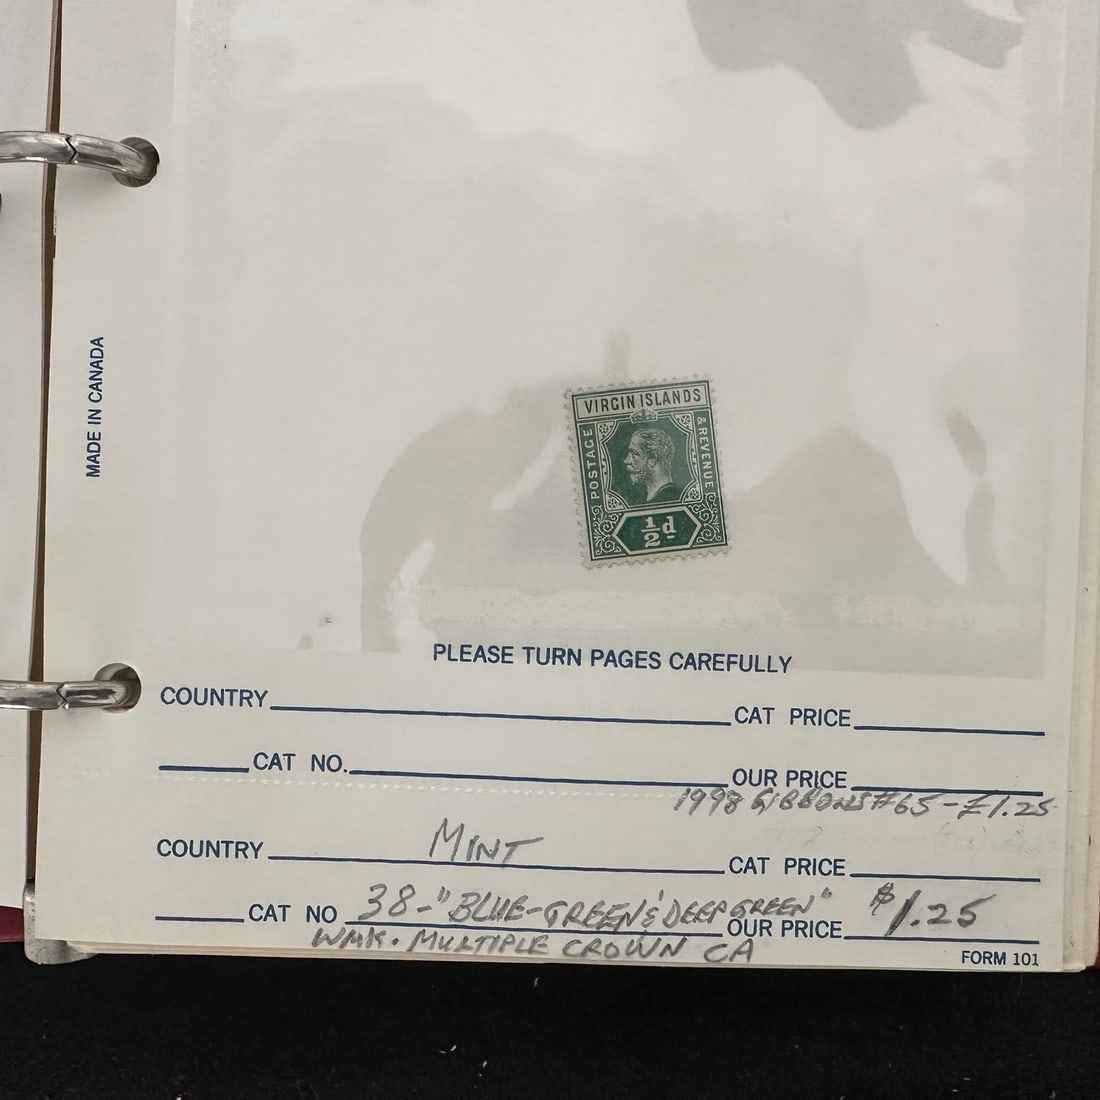 MADE IN CANADA
VIRGIN ISLANDS
POSTAGE
& REVENUE
½d
PLEASE TURN PAGES CAREFULLY
COUNTRY CAT PRICE
CAT NO. OUR PRICE
1998 GIBBONS #65 - £1.25
COUNTRY MINT CAT PRICE
CAT NO 38 - "BLUE-GREEN & DEEP GREEN" OUR PRICE $1.25
WMK. MULTIPLE CROWN CA
FORM 101